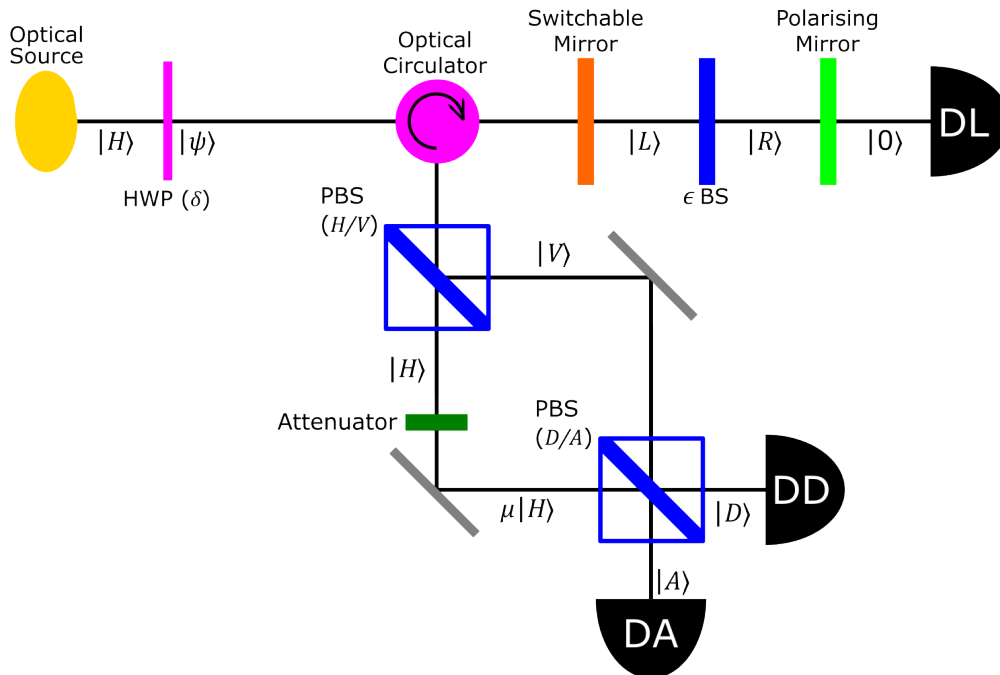 Optical
Source
Optical
Circulator
Switchable
Mirror
Polarising
Mirror
|H⟩
|ψ⟩
|L⟩
|R⟩
|0⟩
DL
HWP (δ)
ϵ BS
PBS
(H/V)
|V⟩
|H⟩
Attenuator
PBS
(D/A)
μ|H⟩
|D⟩
DD
|A⟩
DA